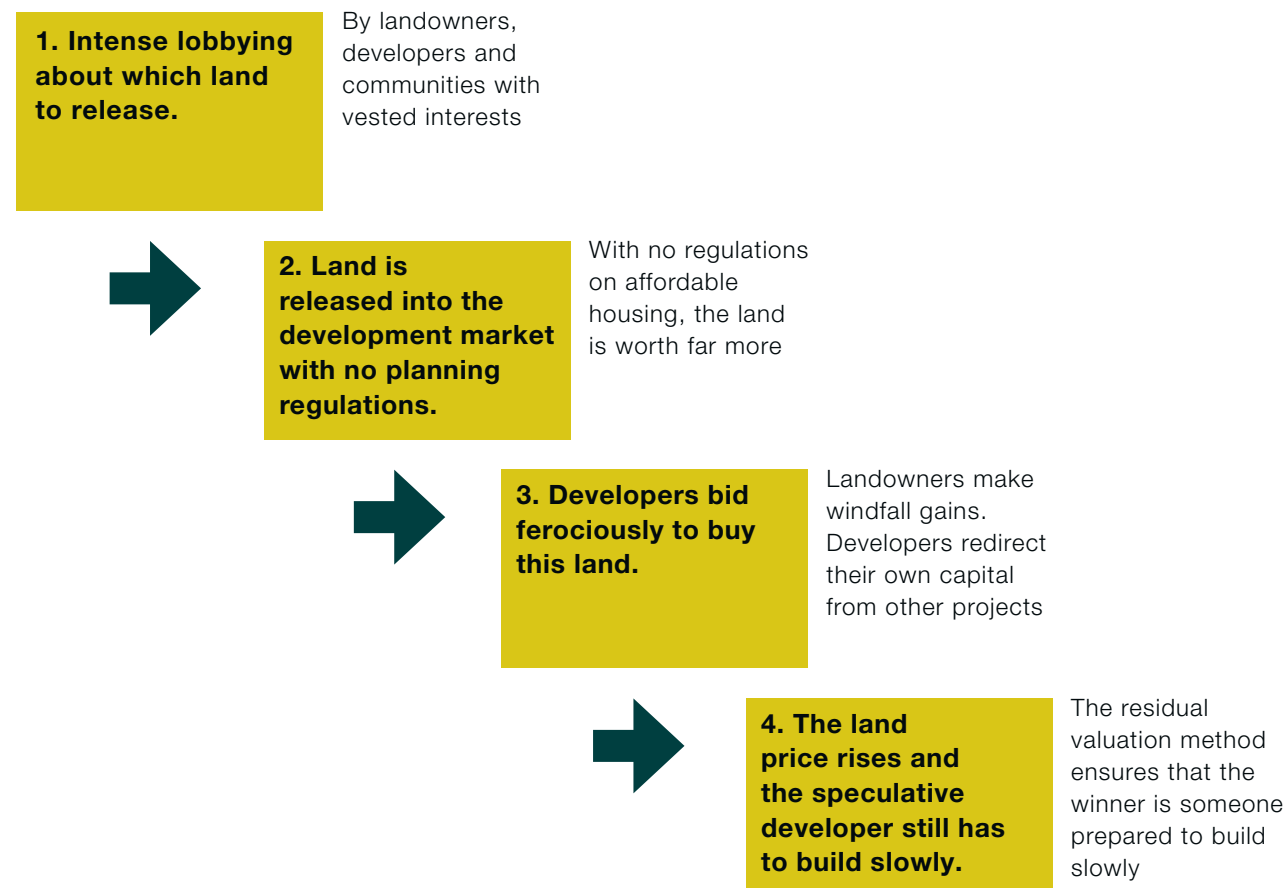 1. Intense lobbying
about which land
to release.
By landowners,
developers and
communities with
vested interests
2. Land is
released into the
development market
with no planning
regulations.
With no regulations
on affordable
housing, the land
is worth far more
3. Developers bid
ferociously to buy
this land.
Landowners make
windfall gains.
Developers redirect
their own capital
from other projects
4. The land
price rises and
the speculative
developer still has
to build slowly.
The residual
valuation method
ensures that the
winner is someone
prepared to build
slowly